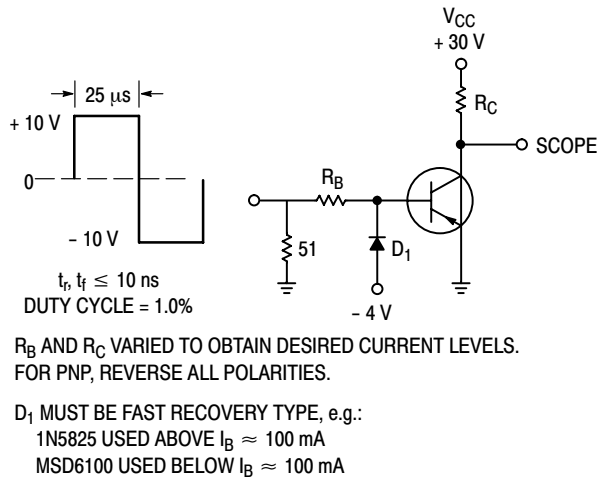 V_CC
+ 30 V
25 μs
+ 10 V
R_C
SCOPE
0
R_B
− 10 V
51
D_1
− 4 V
t_r, t_f ≤ 10 ns
DUTY CYCLE = 1.0%
R_B AND R_C VARIED TO OBTAIN DESIRED CURRENT LEVELS.
FOR PNP, REVERSE ALL POLARITIES.
D_1 MUST BE FAST RECOVERY TYPE, e.g.:
1N5825 USED ABOVE I_B ≈ 100 mA
MSD6100 USED BELOW I_B ≈ 100 mA